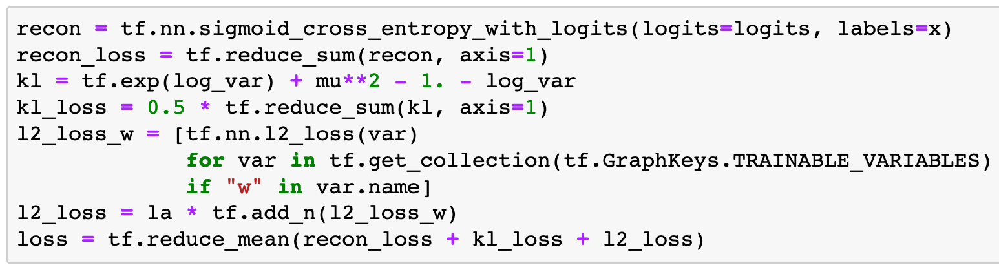 recon = tf.nn.sigmoid_cross_entropy_with_logits(logits=logits, labels=x)
recon_loss = tf.reduce_sum(recon, axis=1)
kl = tf.exp(log_var) + mu**2 - 1. - log_var
kl_loss = 0.5 * tf.reduce_sum(kl, axis=1)
l2_loss_w = [tf.nn.l2_loss(var)
             for var in tf.get_collection(tf.GraphKeys.TRAINABLE_VARIABLES)
             if "w" in var.name]
l2_loss = la * tf.add_n(l2_loss_w)
loss = tf.reduce_mean(recon_loss + kl_loss + l2_loss)